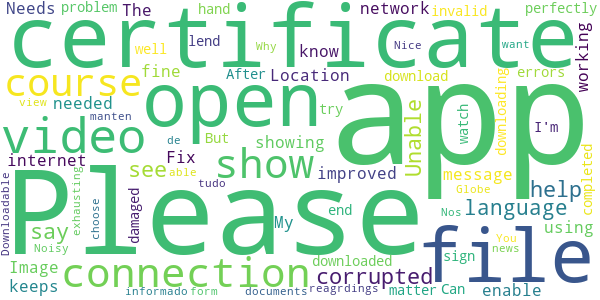 Needs problem hand The network invalid perfectly
certificate
well lend know Nice Why want
course fine After Location download errors working
needed open try app
video But Unable watch downloading I'm
internet Fix showing
Please see show improved message able completed
view manten de tudo My end Globe help
Downloadable say exhausting choose damaged language
Image Noisy downloaded sign Nos You using
connection corrupted file news
keeps informado form documents reagrdings matter Can enable